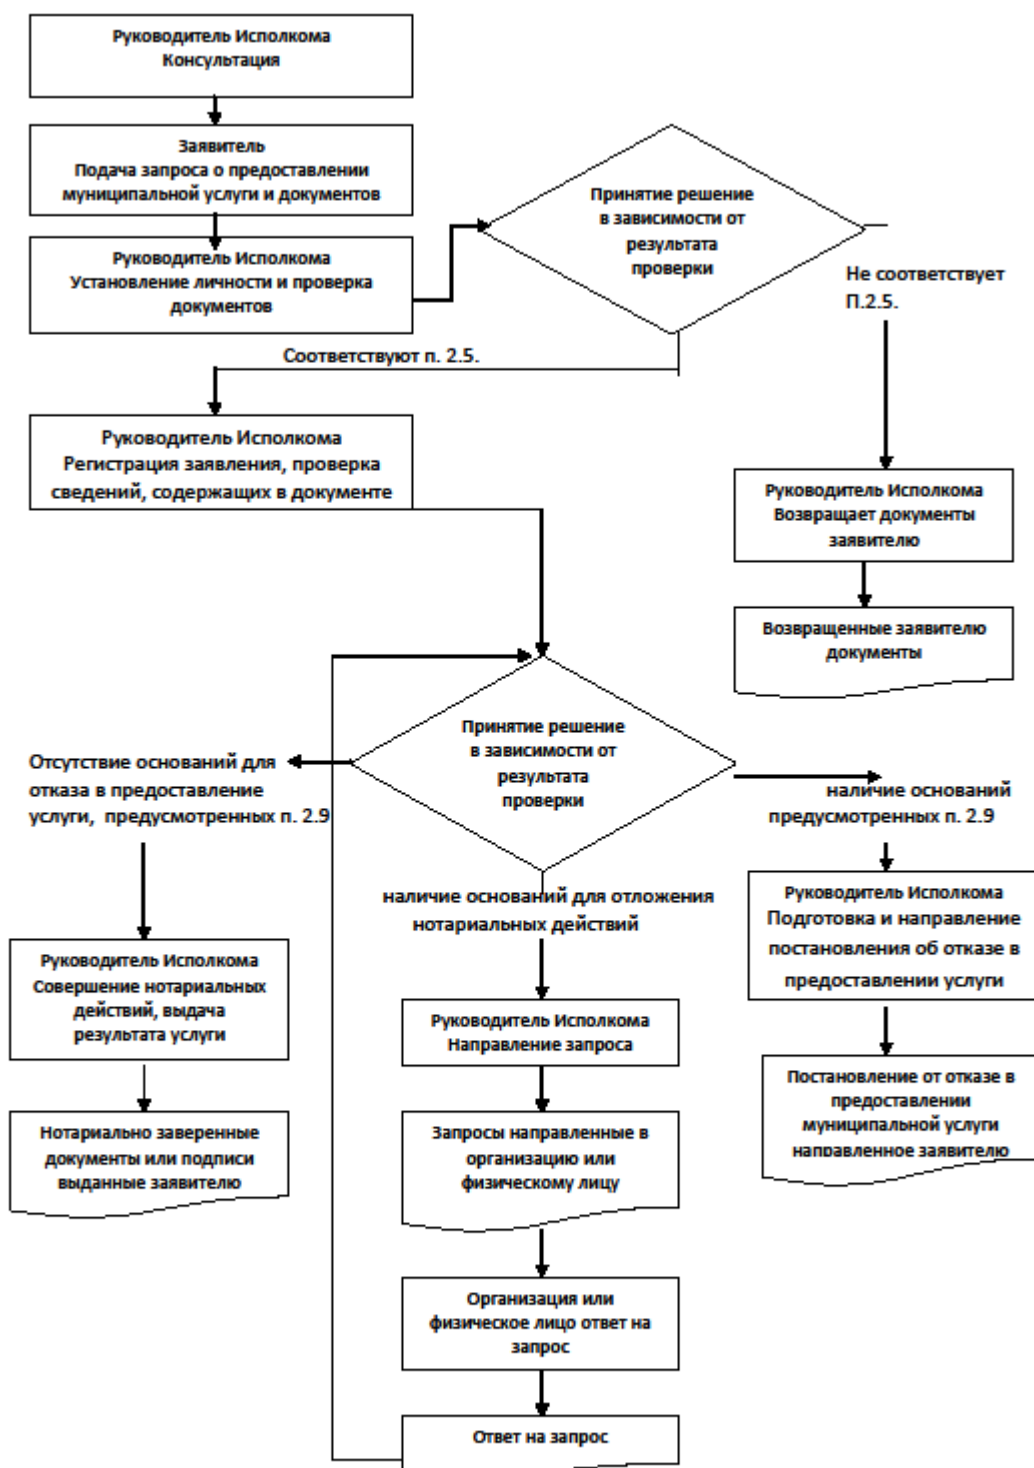 Руководитель Исполкома
Консультация
Заявитель
Подача запроса о предоставлении
муниципальной услуги и документов
Руководитель Исполкома
Установление личности и проверка
документов
Принятие решение
в зависимости от
результата
проверки
Не соответствует
П.2.5.
Соответствуют п. 2.5.
Руководитель Исполкома
Регистрация заявления, проверка
сведений, содержащих в документе
Руководитель Исполкома
Возвращает документы
заявителю
Возвращенные заявителю
документы
Принятие решение
в зависимости от
результата
проверки
Отсутствие оснований для
отказа в предоставление
услуги, предусмотренных п. 2.9
наличие оснований
предусмотренных п. 2.9
наличие оснований для отложения
нотариальных действий
Руководитель Исполкома
Подготовка и направление
постановления об отказе в
предоставлении услуги
Руководитель Исполкома
Совершение нотариальных
действий, выдача
результата услуги
Руководитель Исполкома
Направление запроса
Постановление от отказе в
предоставлении
муниципальной услуги
направленное заявителю
Нотариально заверенные
документы или подписи
выданные заявителю
Запросы направленные в
организацию или
физическому лицу
Организация или
физическое лицо ответ на
запрос
Ответ на запрос